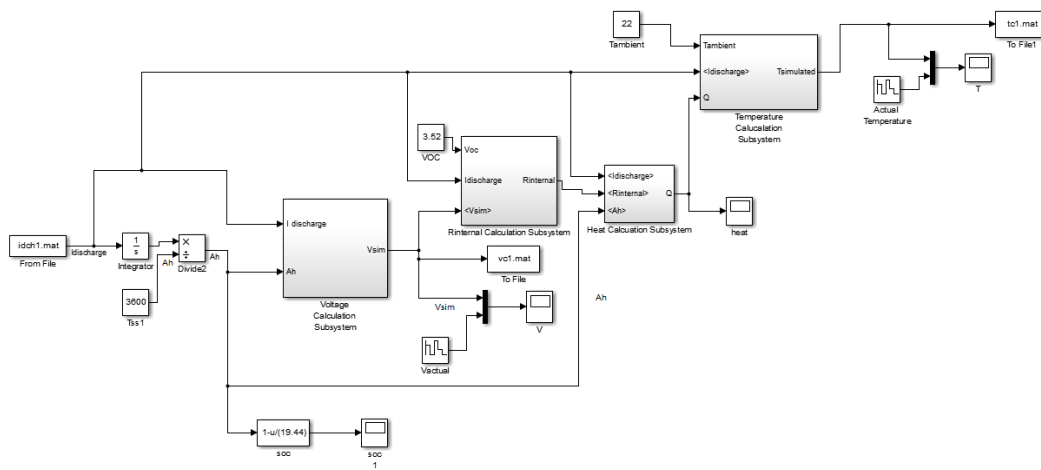 22
Tambient
Tambient
<Idischarge>
Q
Tsimulated
Temperature
Calucalation
Subsystem
tc1.mat
To File1
Actual
Temperature
T
3.52
VOC
Voc
Idischarge
<Vsim>
Rinternal
Rinternal Calculation Subsystem
<Idischarge>
<Rinternal>
<Ah>
Q
Heat Calcuation Subsystem
heat
idch1.mat
From File
Idischarge
1
s
Integrator
Ah
×
÷
Divide2
Ah
3600
Tss1
I discharge
Ah
Vsim
Voltage
Calculation
Subsystem
vc1.mat
To File
Vsim
Vactual
V
Ah
1-u/(19.44)
soc
soc
1